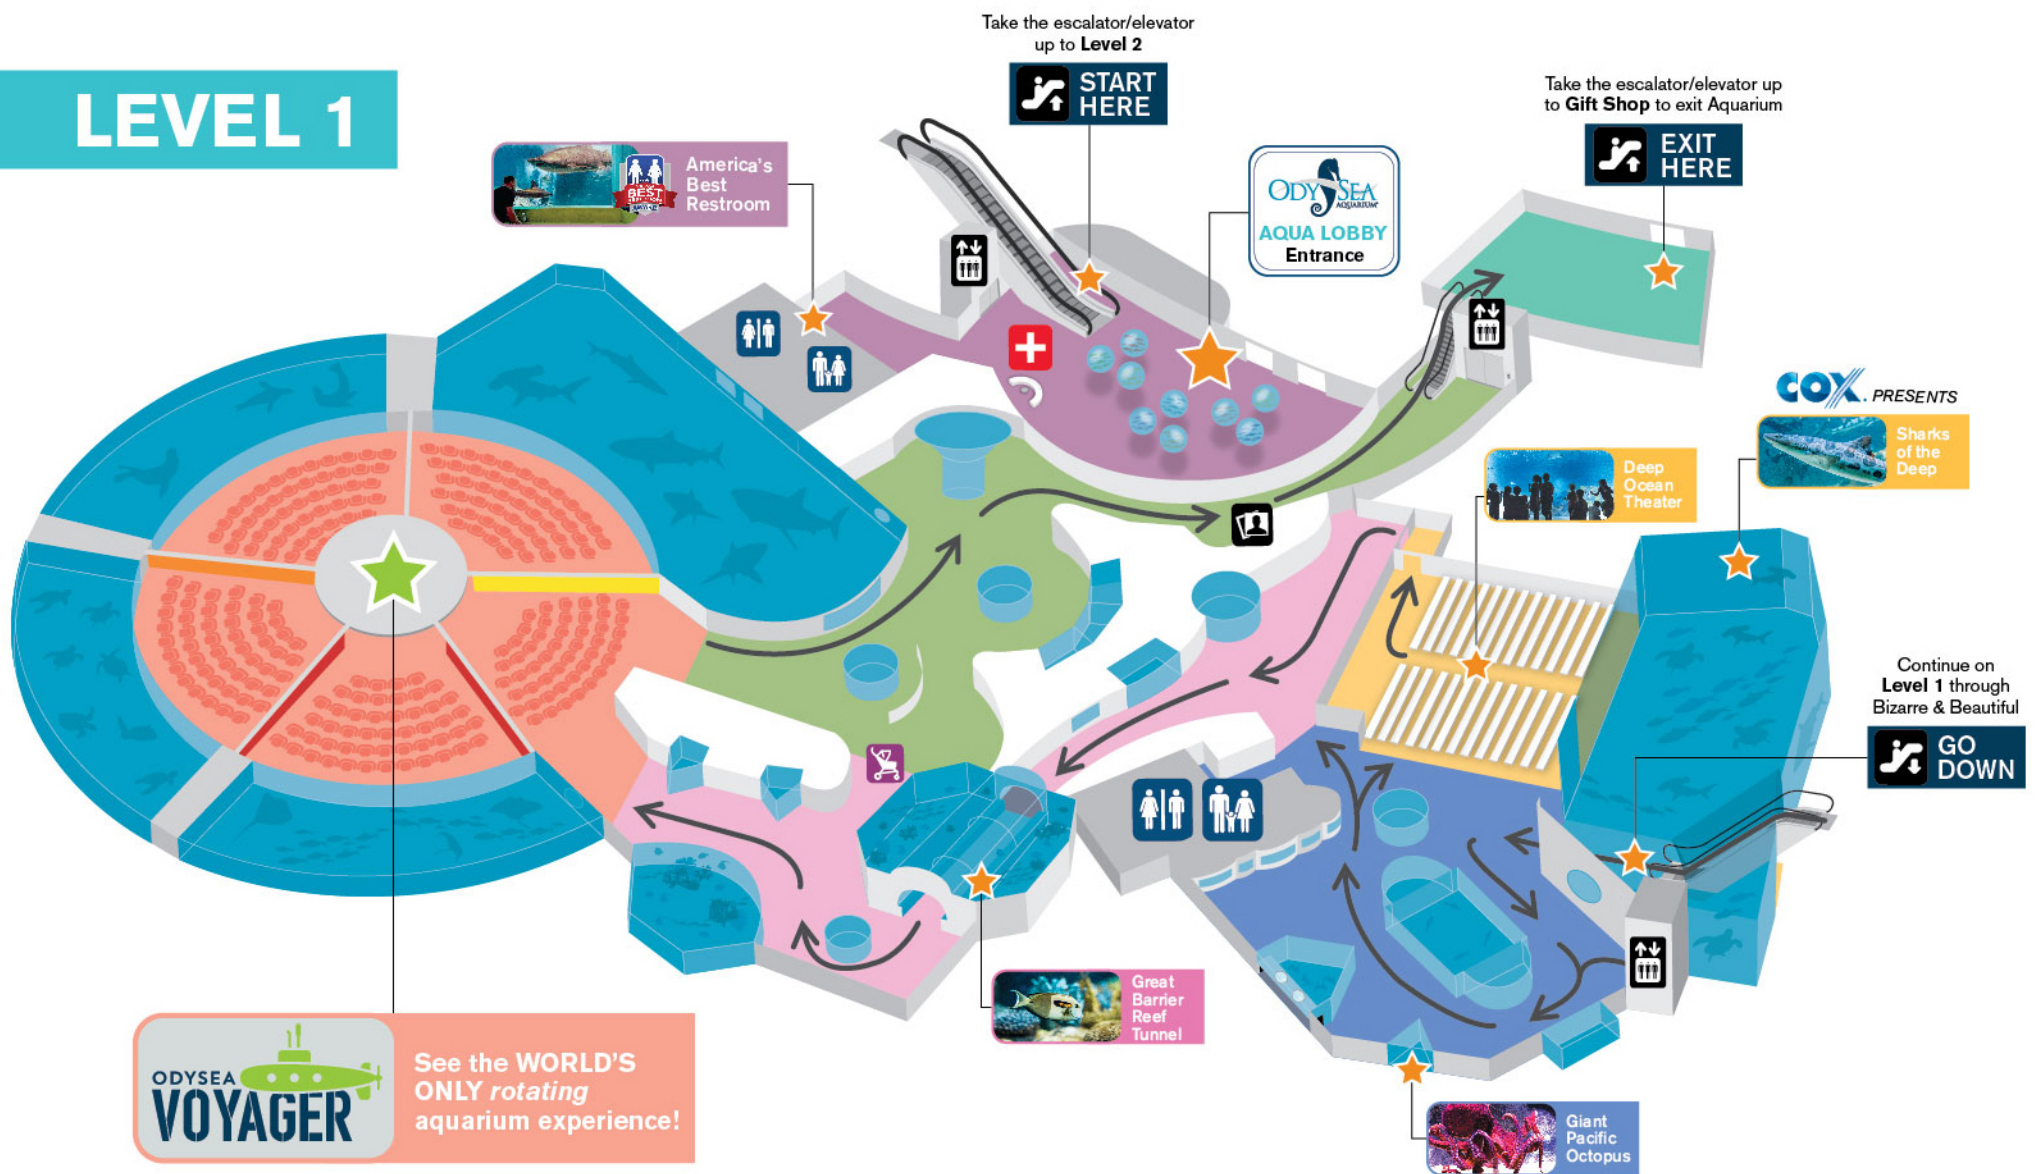 Take the escalator/elevator
up to Level 2
START
HERE
Take the escalator/elevator up
to Gift Shop to exit Aquarium
EXIT
HERE
LEVEL 1
America's
Best
Restroom
BEST
ODYSEA
AQUARIUM
AQUA LOBBY
Entrance
COX. PRESENTS
Sharks
of the
Deep
Deep
Ocean
Theater
Continue on
Level 1 through
Bizarre & Beautiful
GO
DOWN
Great
Barrier
Reef
Tunnel
ODYSEA
VOYAGER
See the WORLD'S
ONLY rotating
aquarium experience!
Giant
Pacific
Octopus